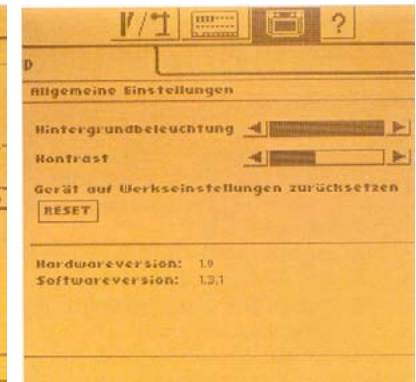 ?
D
Allgemeine Einstellungen
Hintergrundbeleuchtung
Kontrast
Gerät auf Werkseinstellungen zurücksetzen
RESET
Hardwareversion: 1.0
Softwareversion: 1.3.1